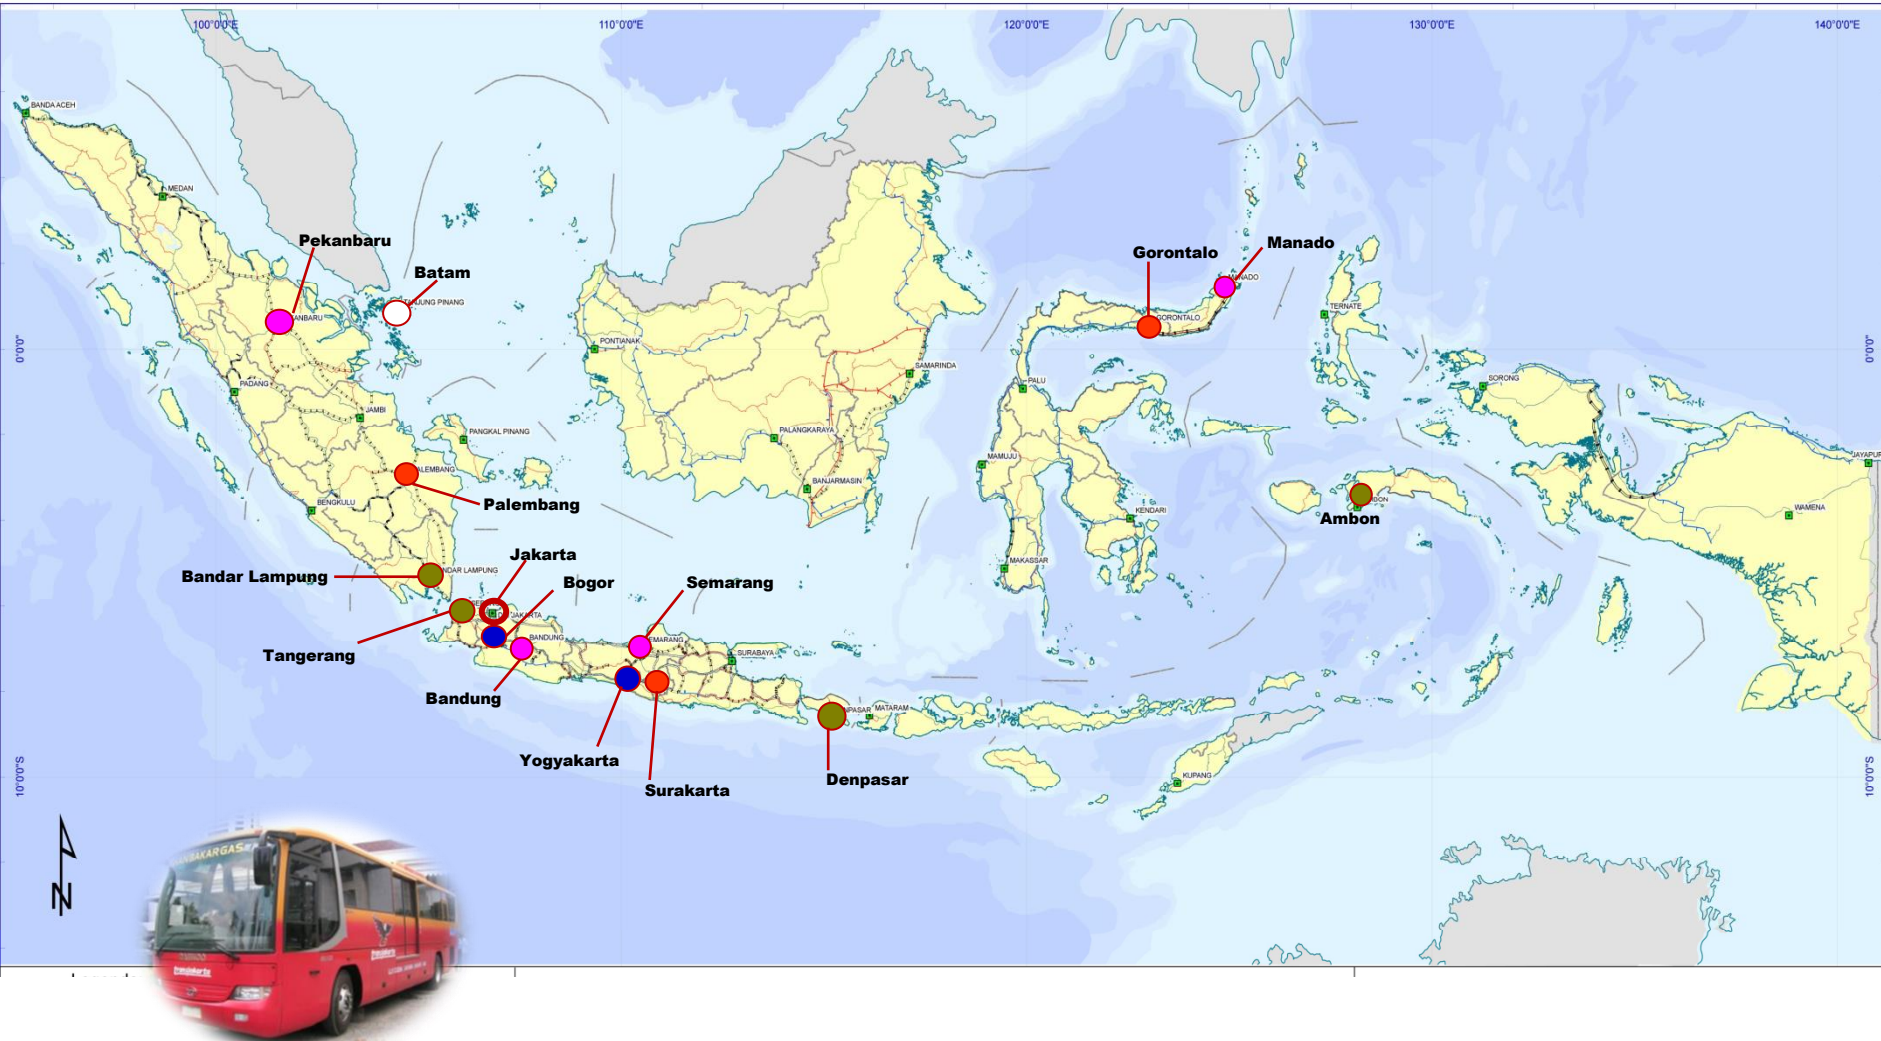 100°0'0"E
110°0'0"E
120°0'0"E
130°0'0"E
140°0'0"E
BANDA ACEH
MEDAN
Pekanbaru
Batam
Gorontalo
Manado
TERNATE
GORONTALO
0°0'0"
0°0'0"
PONTIANAK
SAMARINDA
PADANG
PALU
SORONG
JAMBI
PANGKAL PINANG
PALANGKARAYA
MAMUJU
BENGKULU
Palembang
BANJARMASIN
KENDARI
Ambon
WAMENA
Jakarta
Bandar Lampung
Bogor
Semarang
MAKASSAR
JAKARTA
Tangerang
BANDUNG
SURABAYA
Bandung
MATARAM
Yogyakarta
Surakarta
Denpasar
KUPANG
10°0'0"S
10°0'0"S
N
transjakarta